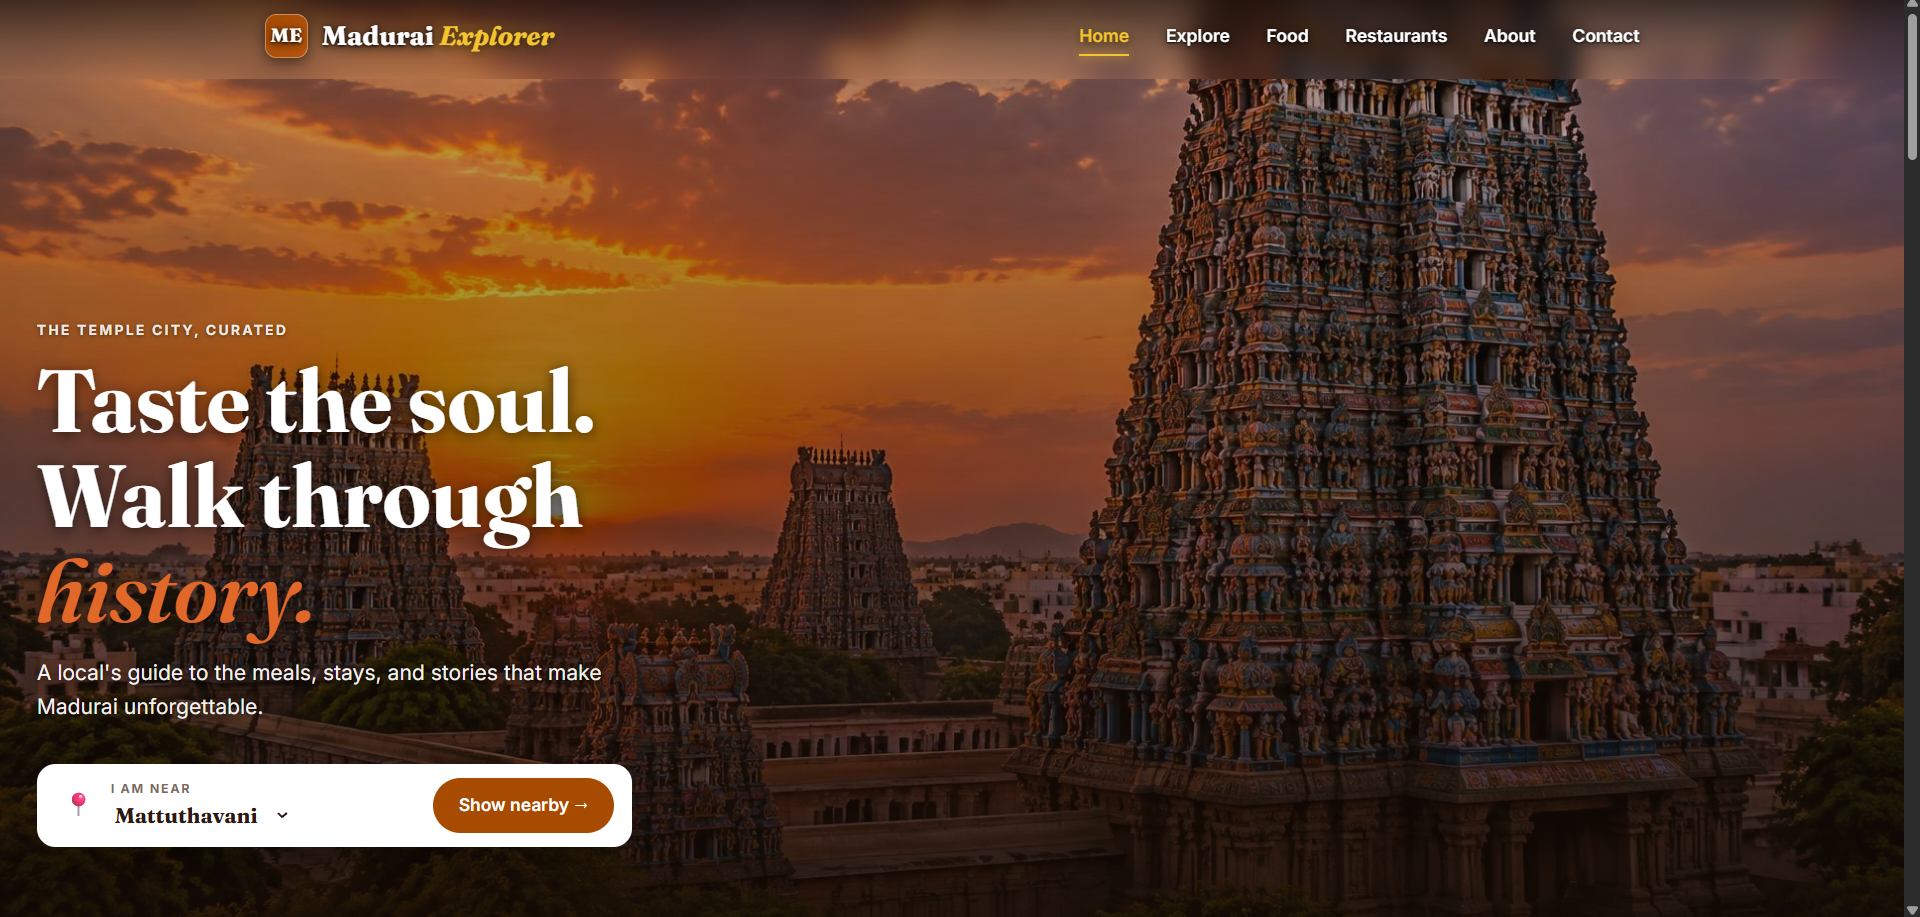 ME Madurai Explorer Home Explore Food Restaurants About Contact
THE TEMPLE CITY, CURATED
Taste the soul.
Walk through
history.
A local's guide to the meals, stays, and stories that make
Madurai unforgettable.
I AM NEAR
Mattuthavani
Show nearby →